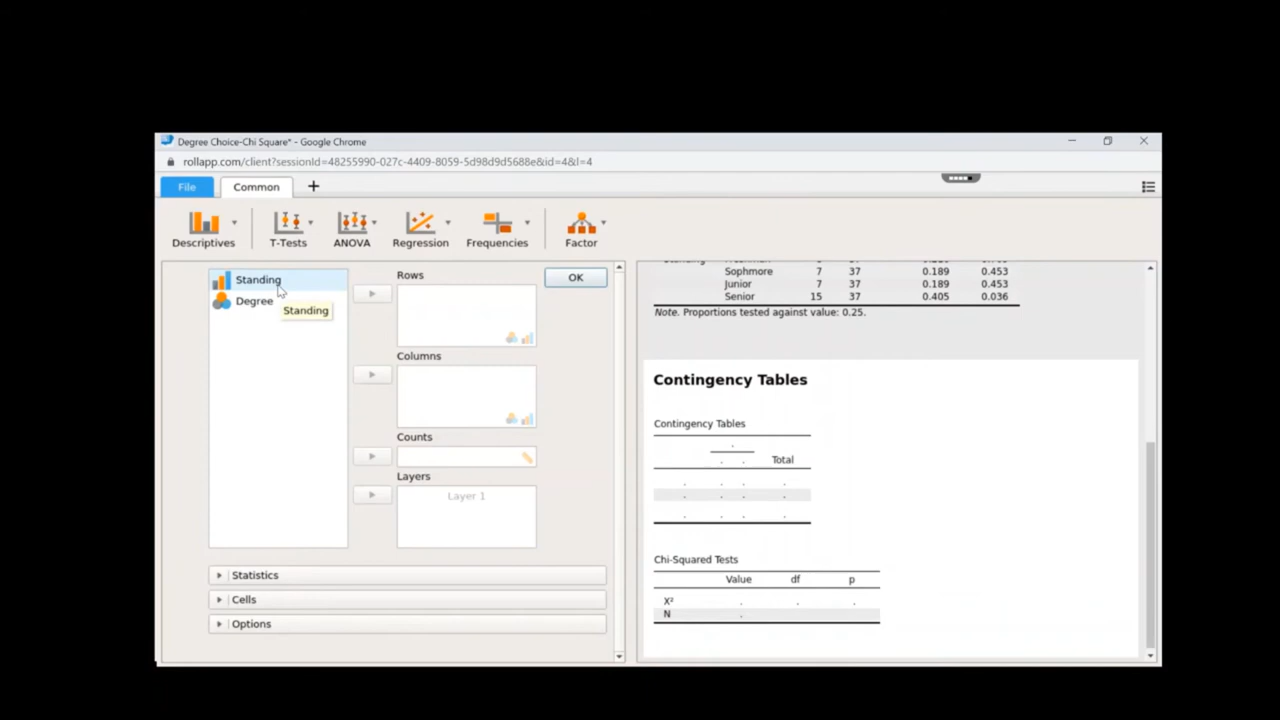 Degree Choice-Chi Square* - Google Chrome
rollapp.com/client?sessionId=48255990-027c-4409-8059-5d98d9d5688e&id=4&l=4
File Common +
Descriptives T-Tests ANOVA Regression Frequencies Factor
Standing
Degree
Standing
Rows
OK
Columns
Counts
Layers
Layer 1
Statistics
Cells
Options
Sophmore 7 37 0.189 0.453
Junior 7 37 0.189 0.453
Senior 15 37 0.405 0.036
Note. Proportions tested against value: 0.25.
Contingency Tables
Contingency Tables
.
. . Total
. . . .
. . . .
. . . .
Chi-Squared Tests
Value df p
X² . . .
N .